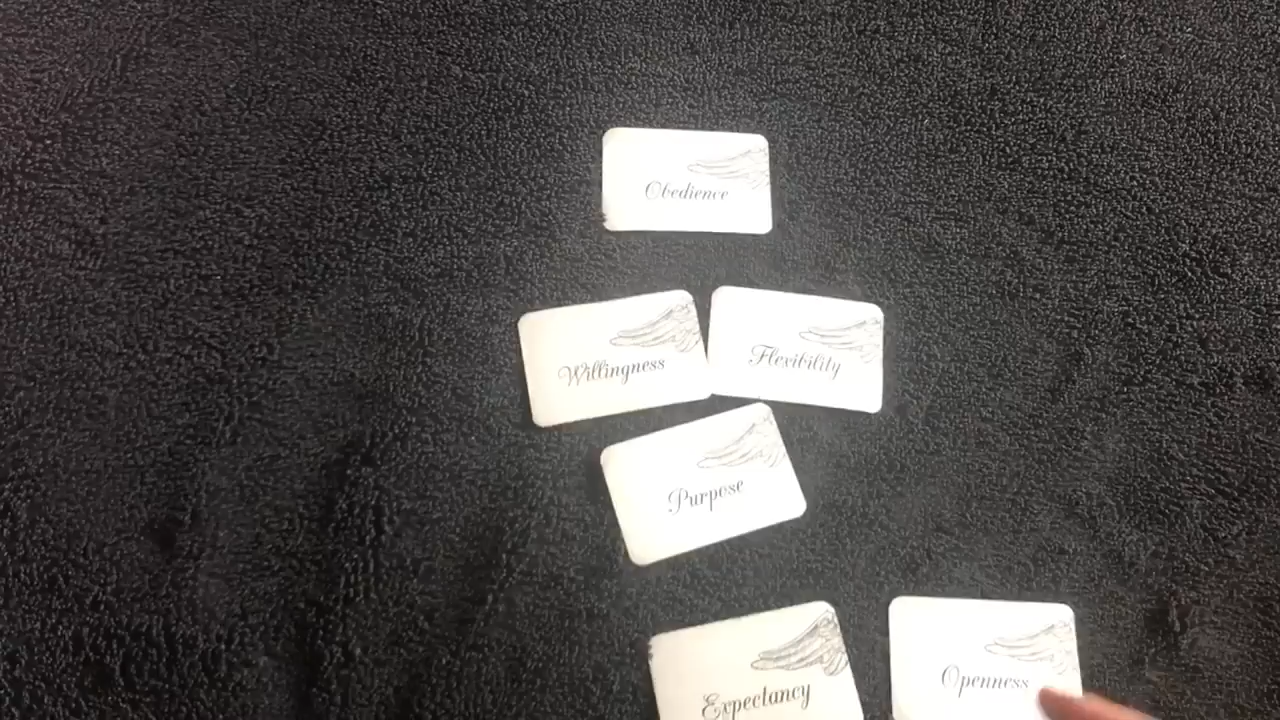 Obedience
Willingness
Flexibility
Purpose
Expectancy
Openness